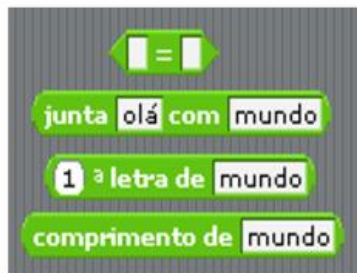 =
junta olá com mundo
1 ª letra de mundo
comprimento de mundo